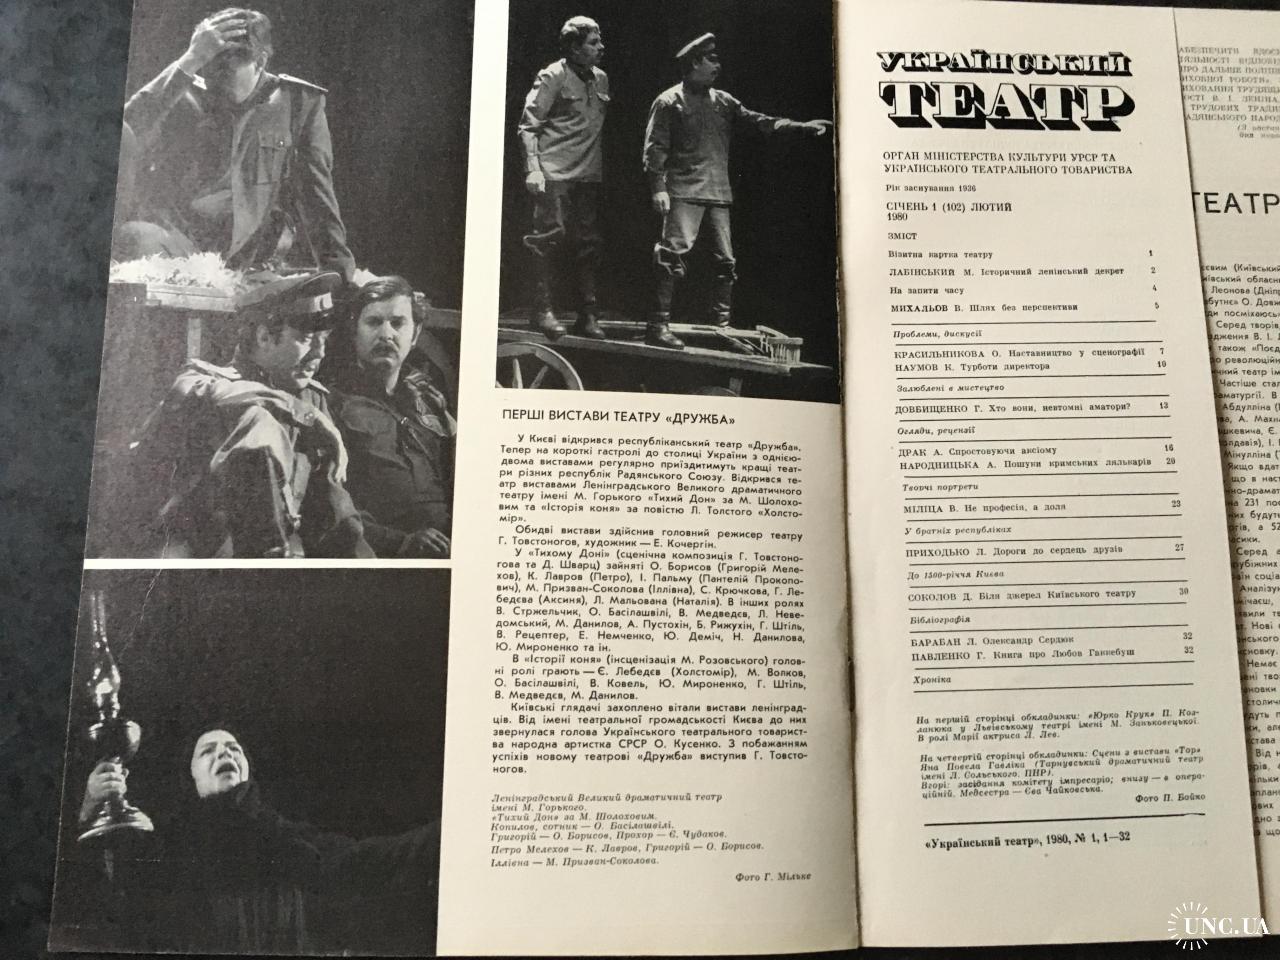 ПЕРШІ ВИСТАВИ ТЕАТРУ «ДРУЖБА»
У Києві відкрився республіканський театр «Дружба».
Тепер на короткі гастролі до столиці України з однією-
двома виставами регулярно приїздитимуть кращі теат-
ри різних республік Радянського Союзу. Відкрився те-
атр виставами Ленінградського Великого драматичного
театру імені М. Горького «Тихий Дон» за М. Шолохо-
вим та «Історія коня» за повістю Л. Толстого «Холсто-
мір».
Обидві вистави здійснив головний режисер театру
Г. Товстоногов, художник — Е. Кочергін.
У «Тихому Доні» (сценічна композиція Г. Товстоно-
гова та Д. Шварц) зайняті О. Борисов (Григорій Меле-
хов), К. Лавров (Петро), І. Пальму (Пантелій Прокопо-
вич), М. Призван-Соколова (Іллівна), С. Крючкова, Г. Ле-
бедєва (Аксиня), Л. Мальована (Наталія). В інших ролях
В. Стржельчик, О. Басілашвілі, В. Медведєв, Л. Неве-
домський, М. Данилов, А. Пустохін, Б. Рижухін, Г. Штіль,
В. Рецептер, Е. Немченко, Ю. Деміч, Н. Данилова,
Ю. Мироненко та ін.
В «Історії коня» (інсценізація М. Розовського) голов-
ні ролі грають — Є. Лебедєв (Холстомір), М. Волков,
О. Басілашвілі, В. Ковель, Ю. Мироненко, Г. Штіль,
В. Медведєв, М. Данилов.
Київські глядачі захоплено вітали вистави ленінград-
ців. Від імені театральної громадськості Києва до них
звернулася голова Українського театрального товарист-
ва народна артистка СРСР О. Кусенко. З побажанням
успіхів новому театрові «Дружба» виступив Г. Товсто-
ногов.
Ленінградський Великий драматичний театр
імені М. Горького.
«Тихий Дон» за М. Шолоховим.
Копилов, сотник — О. Басілашвілі.
Григорій — О. Борисов, Прохор — Є. Чудаков.
Петро Мелехов — К. Лавров, Григорій — О. Борисов.
Іллівна — М. Призван-Соколова.
Фото Г. Мільке
УКРАЇНСЬКИЙ
ТЕАТР
ОРГАН МІНІСТЕРСТВА КУЛЬТУРИ УРСР ТА
УКРАЇНСЬКОГО ТЕАТРАЛЬНОГО ТОВАРИСТВА
Рік заснування 1936
СІЧЕНЬ 1 (102) ЛЮТИЙ
1980
ЗМІСТ
Візитна картка театру 1
ЛАБІНСЬКИЙ М. Історичний ленінський декрет 2
На запити часу 4
МИХАЛЬОВ В. Шлях без перспективи 5
Проблеми, дискусії
КРАСИЛЬНИКОВА О. Наставництво у сценографії 7
НАУМОВ К. Турботи директора 10
Залюблені в мистецтво
ДОВБИЩЕНКО Г. Хто вони, невтомні аматори? 13
Огляди, рецензії
ДРАК А. Спростовуючи аксіому 16
НАРОДНИЦЬКА А. Пошуки кримських лялькарів 20
Творчі портрети
МІЛІЦА В. Не професія, а доля 23
У братніх республіках
ПРИХОДЬКО Л. Дороги до сердець друзів 27
До 1500-річчя Києва
СОКОЛОВ Д. Біля джерел Київського театру 30
Бібліографія
БАРАБАН Л. Олександр Сердюк 32
ПАВЛЕНКО Г. Книга про Любов Ганнебуш 32
Хроніка
На першій сторінці обкладинки: «Юрко Крук» П. Коз-
ланюка у Львівському театрі імені М. Заньковецької.
В ролі Марії актриса Л. Лев.
На четвертій сторінці обкладинки: Сцени з вистави «Тор»
Яна Повела Гавліка (Тарнувський драматичний театр
імені Л. Сольського. ПНР).
Вгорі: засідання комітету імпресаріо; внизу — в опера-
ційній. Медсестра — Єва Чайковська.
Фото П. Бойко
«Український театр», 1980, № 1, 1—32
ТЕАТР
UNC.UA